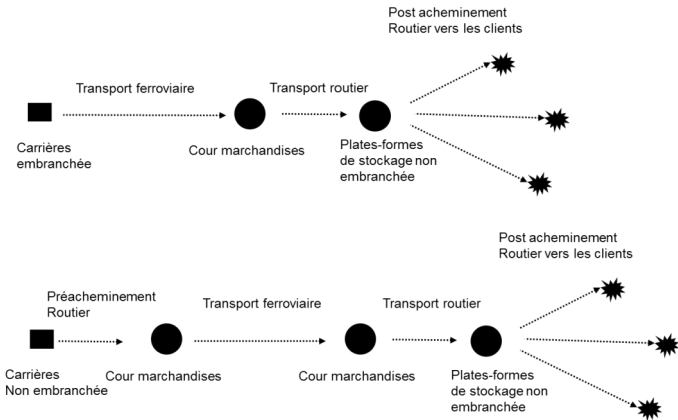 Post acheminement
Routier vers les clients
Transport ferroviaire
Transport routier
Carrières
embranchée
Cour marchandises
Plates-formes
de stockage non
embranchée
Post acheminement
Routier vers les clients
Préacheminement
Routier
Transport ferroviaire
Transport routier
Carrières
Non embranchée
Cour marchandises
Cour marchandises
Plates-formes
de stockage non
embranchée